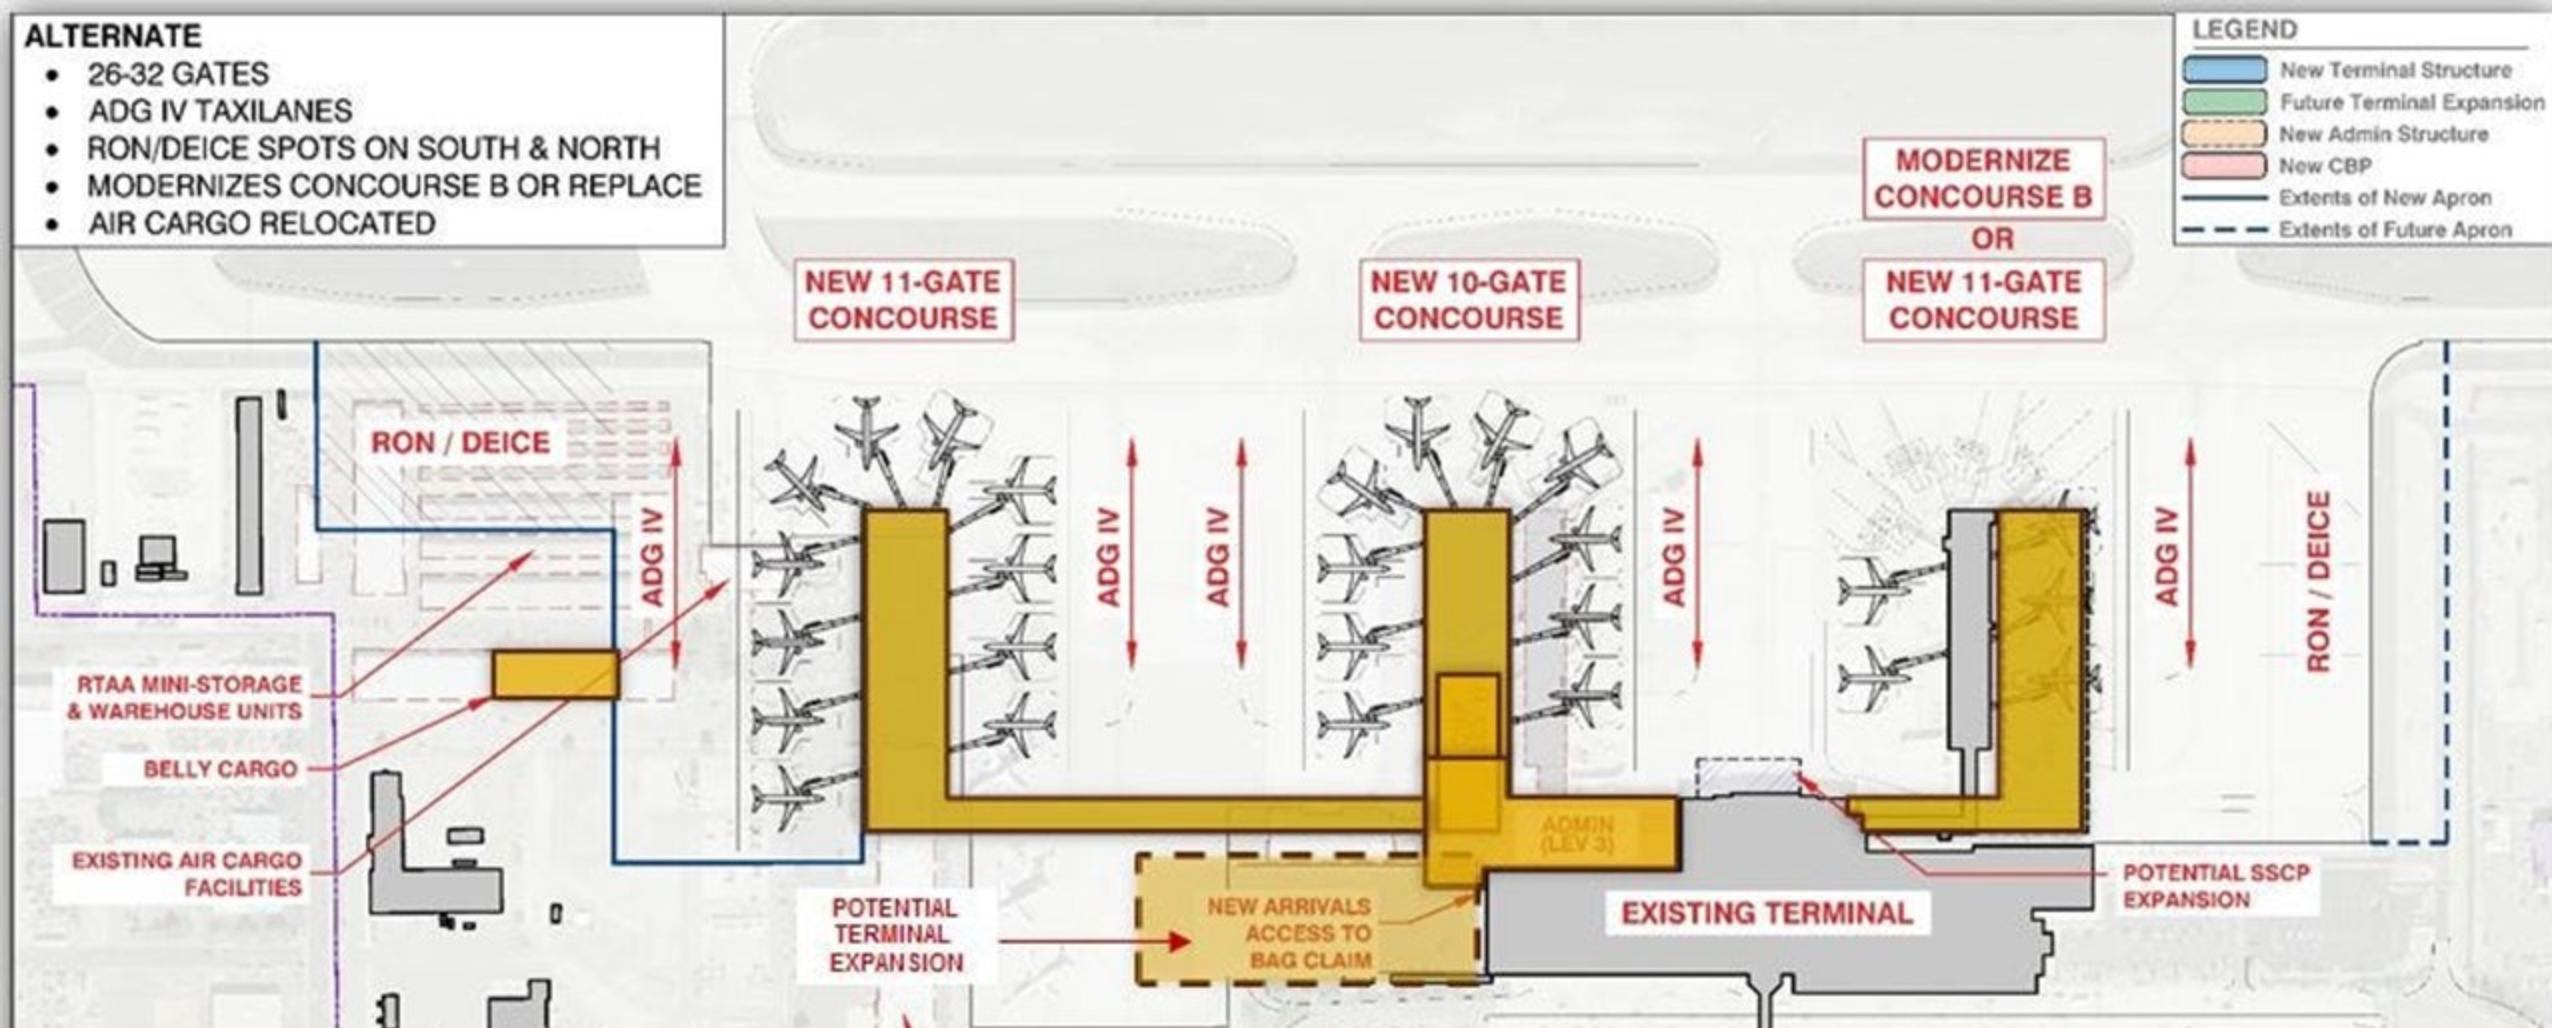 ALTERNATE
• 26-32 GATES
• ADG IV TAXILANES
• RON/DEICE SPOTS ON SOUTH & NORTH
• MODERNIZES CONCOURSE B OR REPLACE
• AIR CARGO RELOCATED
LEGEND
New Terminal Structure
Future Terminal Expansion
New Admin Structure
New CBP
Extents of New Apron
Extents of Future Apron
MODERNIZE
CONCOURSE B
OR
NEW 11-GATE
CONCOURSE
NEW 10-GATE
CONCOURSE
NEW 11-GATE
CONCOURSE
RON / DEICE
ADG IV
ADG IV
ADG IV
ADG IV
ADG IV
RON / DEICE
RTAA MINI-STORAGE
& WAREHOUSE UNITS
BELLY CARGO
EXISTING AIR CARGO
FACILITIES
ADMIN
(LEV 3)
POTENTIAL
TERMINAL
EXPANSION
NEW ARRIVALS
ACCESS TO
BAG CLAIM
EXISTING TERMINAL
POTENTIAL SSCP
EXPANSION